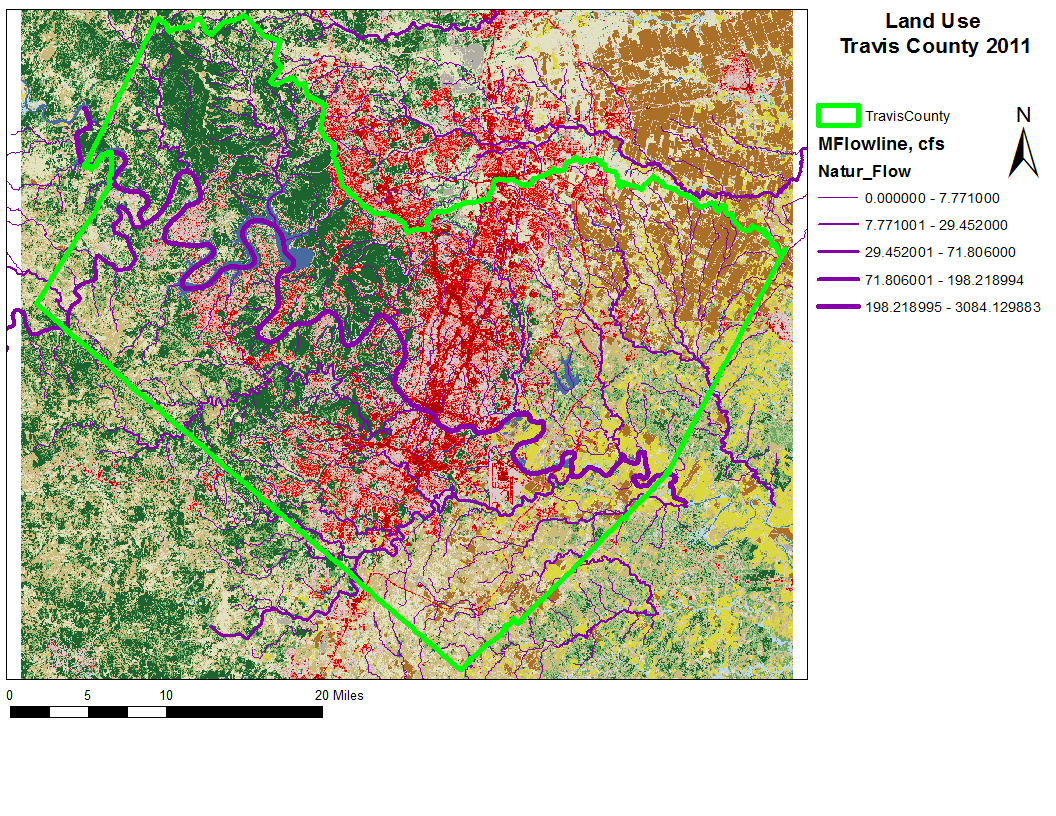 Land Use
Travis County 2011
TravisCounty
N
MFlowline, cfs
Natur_Flow
0.000000 - 7.771000
7.771001 - 29.452000
29.452001 - 71.806000
71.806001 - 198.218994
198.218995 - 3084.129883
0 5 10 20 Miles